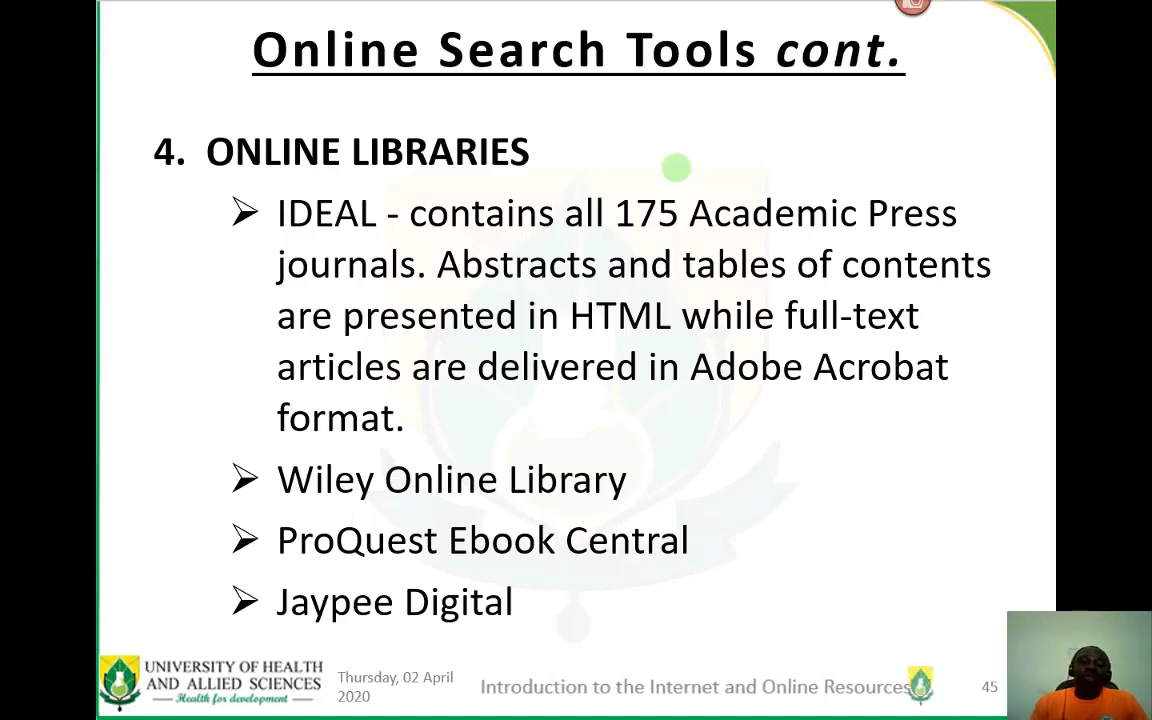 Online Search Tools cont.
4. ONLINE LIBRARIES
➢ IDEAL - contains all 175 Academic Press
journals. Abstracts and tables of contents
are presented in HTML while full-text
articles are delivered in Adobe Acrobat
format.
➢ Wiley Online Library
➢ ProQuest Ebook Central
➢ Jaypee Digital
UNIVERSITY OF HEALTH
AND ALLIED SCIENCES
Health for development
Thursday, 02 April
2020
Introduction to the Internet and Online Resources
45